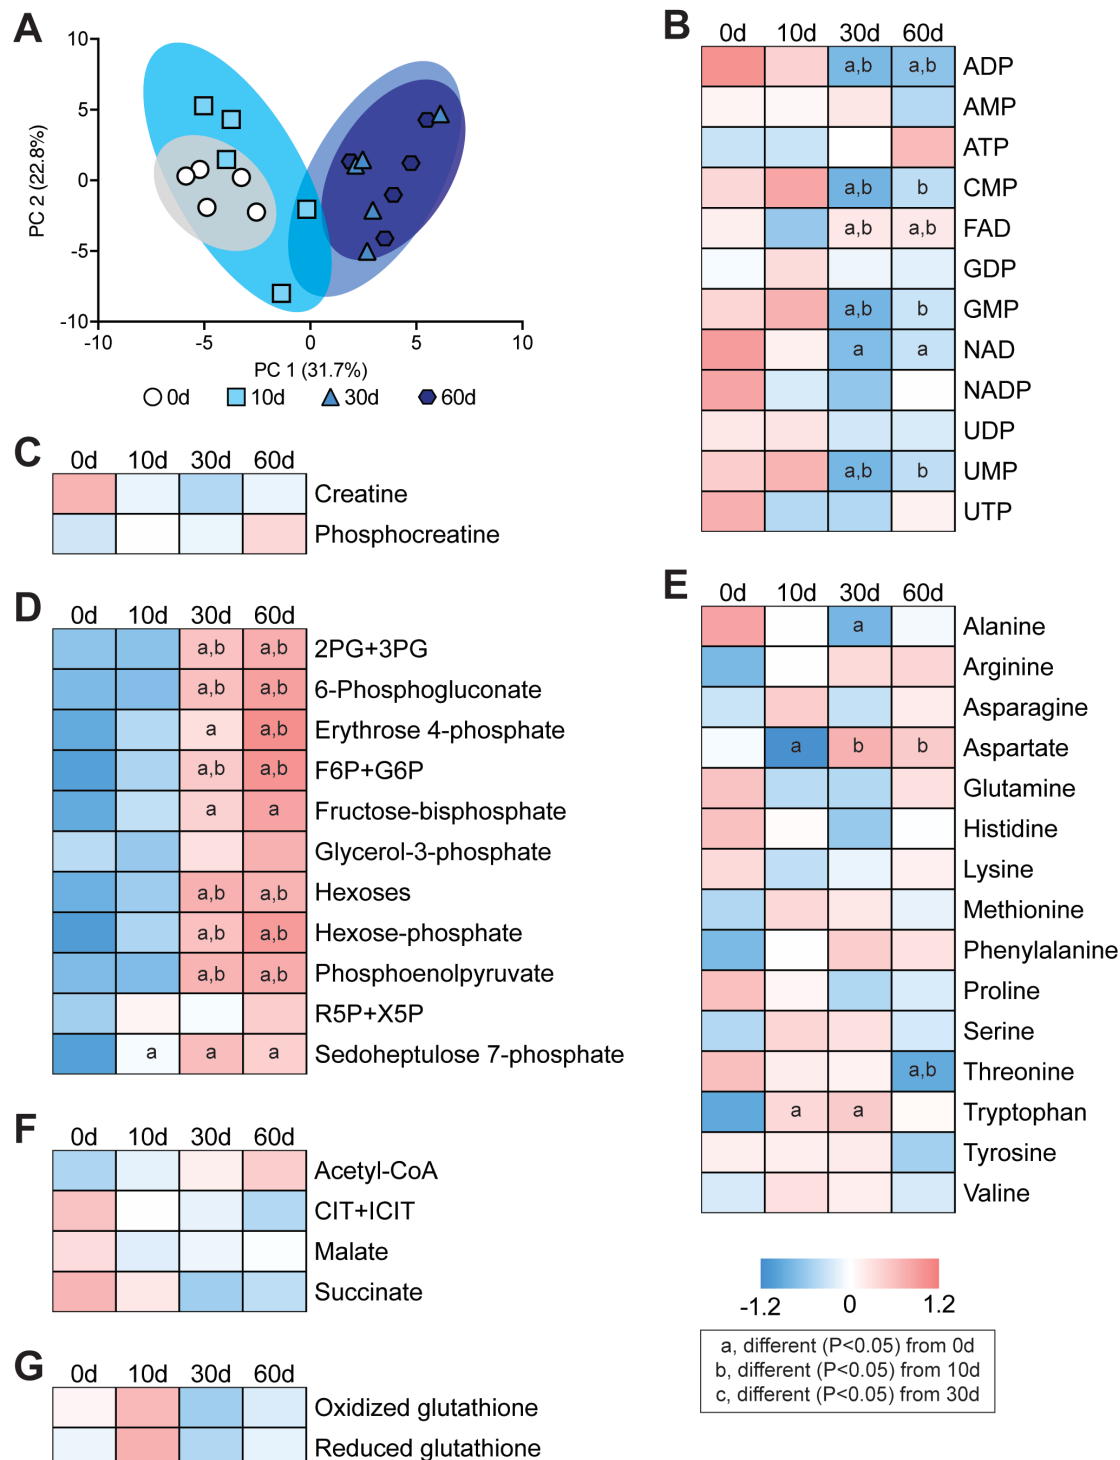 A
10
5
0
-5
-10
PC 2 (22.8%)
-10 -5 0 5 10
PC 1 (31.7%)
0d 10d 30d 60d
B
0d 10d 30d 60d
a,b a,b ADP
AMP
ATP
a,b b CMP
a,b a,b FAD
GDP
a,b b GMP
a a NAD
NADP
UDP
a,b b UMP
UTP
C
0d 10d 30d 60d
Creatine
Phosphocreatine
D
0d 10d 30d 60d
a,b a,b 2PG+3PG
a,b a,b 6-Phosphogluconate
a a,b Erythrose 4-phosphate
a,b a,b F6P+G6P
a a Fructose-bisphosphate
Glycerol-3-phosphate
a,b a,b Hexoses
a,b a,b Hexose-phosphate
a,b a,b Phosphoenolpyruvate
R5P+X5P
a a a Sedoheptulose 7-phosphate
E
0d 10d 30d 60d
a Alanine
Arginine
Asparagine
a b b Aspartate
Glutamine
Histidine
Lysine
Methionine
Phenylalanine
Proline
Serine
a,b Threonine
a a Tryptophan
Tyrosine
Valine
F
0d 10d 30d 60d
Acetyl-CoA
CIT+ICIT
Malate
Succinate
G
0d 10d 30d 60d
Oxidized glutathione
Reduced glutathione
-1.2 0 1.2
a, different (P<0.05) from 0d
b, different (P<0.05) from 10d
c, different (P<0.05) from 30d